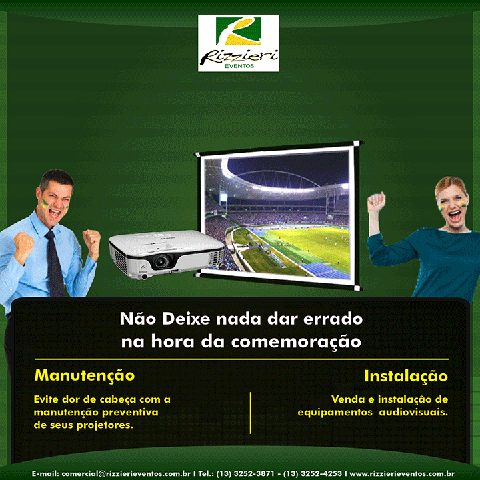 Rizzieri
EVENTOS
Não Deixe nada dar errado
na hora da comemoração
Manutenção
Evite dor de cabeça com a
manutenção preventiva
de seus projetores.
Instalação
Venda e instalação de
equipamentos audiovisuais.
E-mail: comercial@rizzierieventos.com.br I Tel.: (13) 3252-3871 - (13) 3252-4253 I www.rizzierieventos.com.br